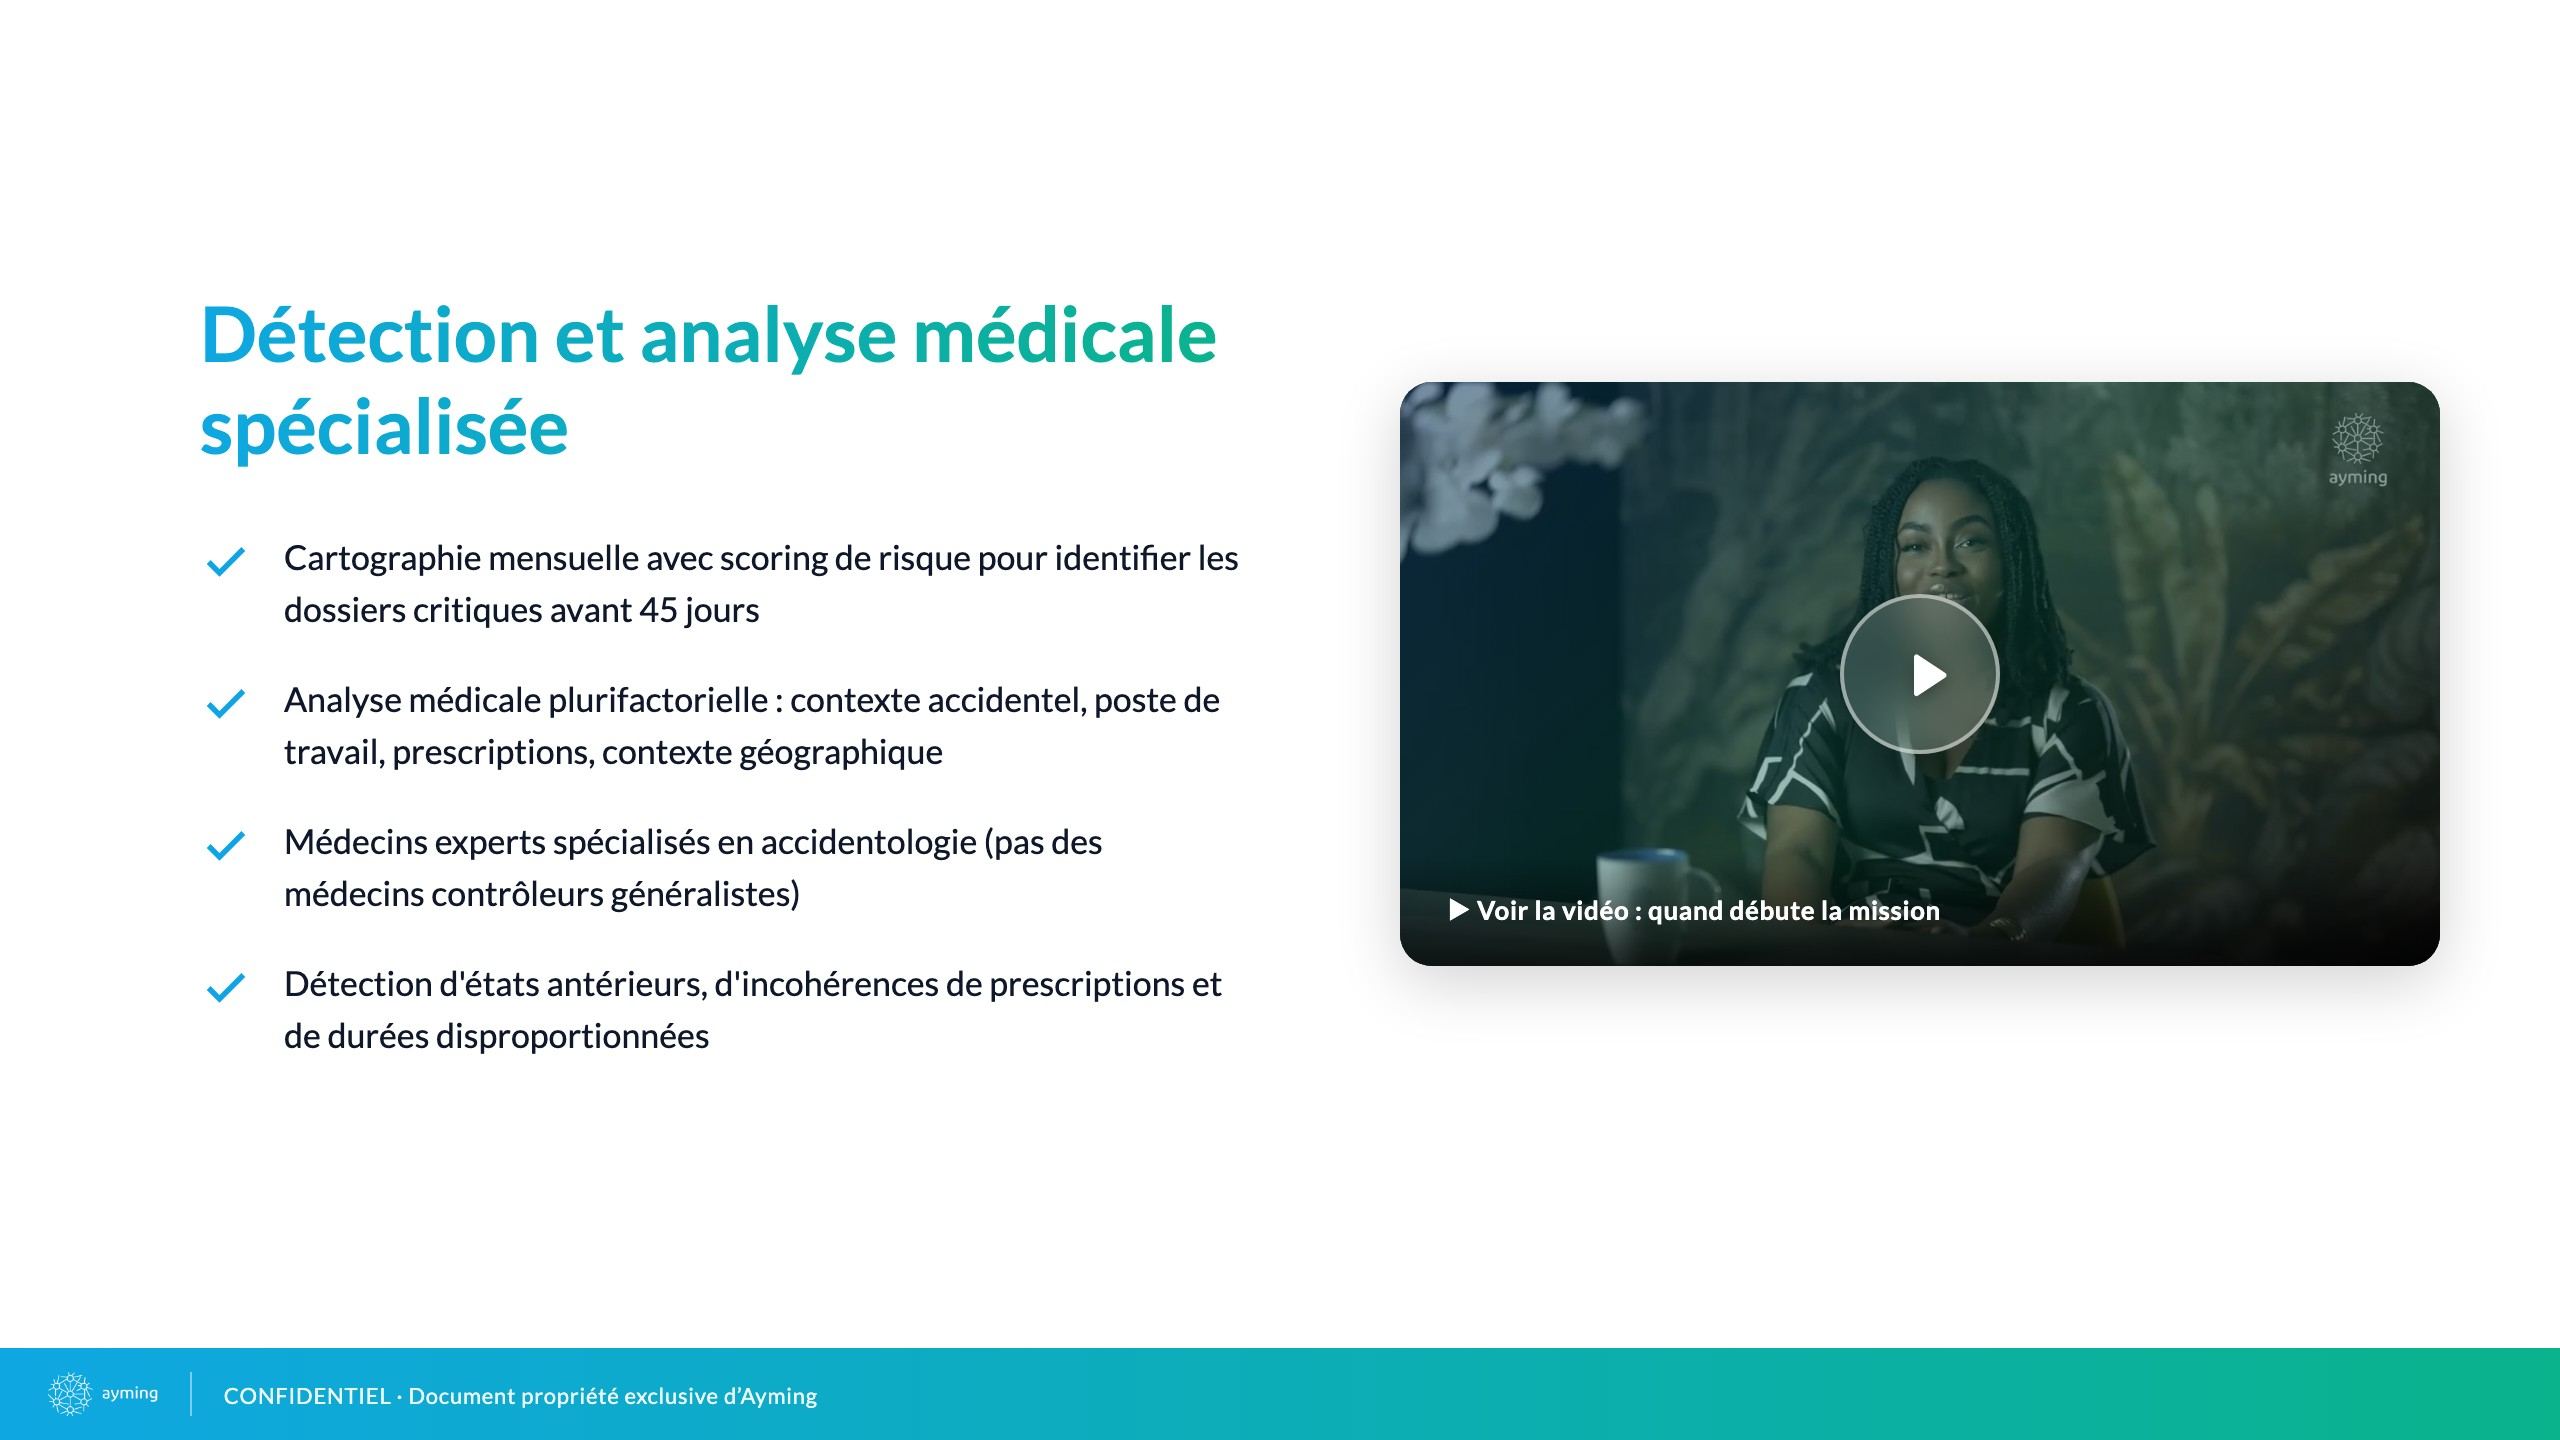 Détection et analyse médicale
spécialisée
Cartographie mensuelle avec scoring de risque pour identifier les
dossiers critiques avant 45 jours
Analyse médicale plurifactorielle : contexte accidentel, poste de
travail, prescriptions, contexte géographique
Médecins experts spécialisés en accidentologie (pas des
médecins contrôleurs généralistes)
Détection d'états antérieurs, d'incohérences de prescriptions et
de durées disproportionnées
ayming
▶ Voir la vidéo : quand débute la mission
ayming
CONFIDENTIEL · Document propriété exclusive d’Ayming